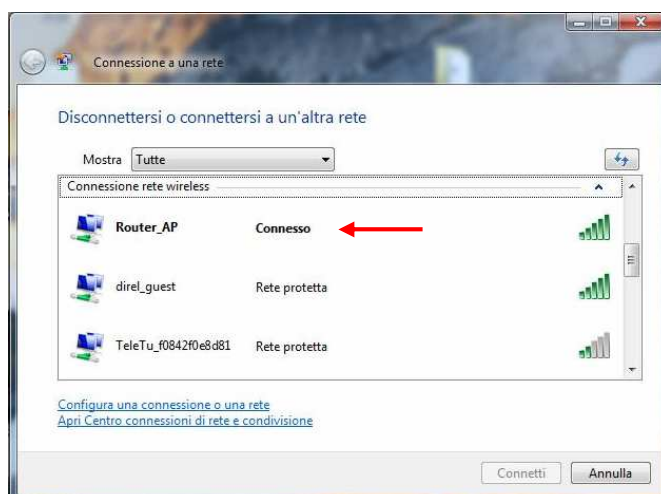 Connessione a una rete
Disconnettersi o connettersi a un'altra rete
Mostra Tutte
Connessione rete wireless
Router_AP Connesso
direl_guest Rete protetta
TeleTu_f0842f0e8d81 Rete protetta
Configura una connessione o una rete
Apri Centro connessioni di rete e condivisione
Connetti Annulla